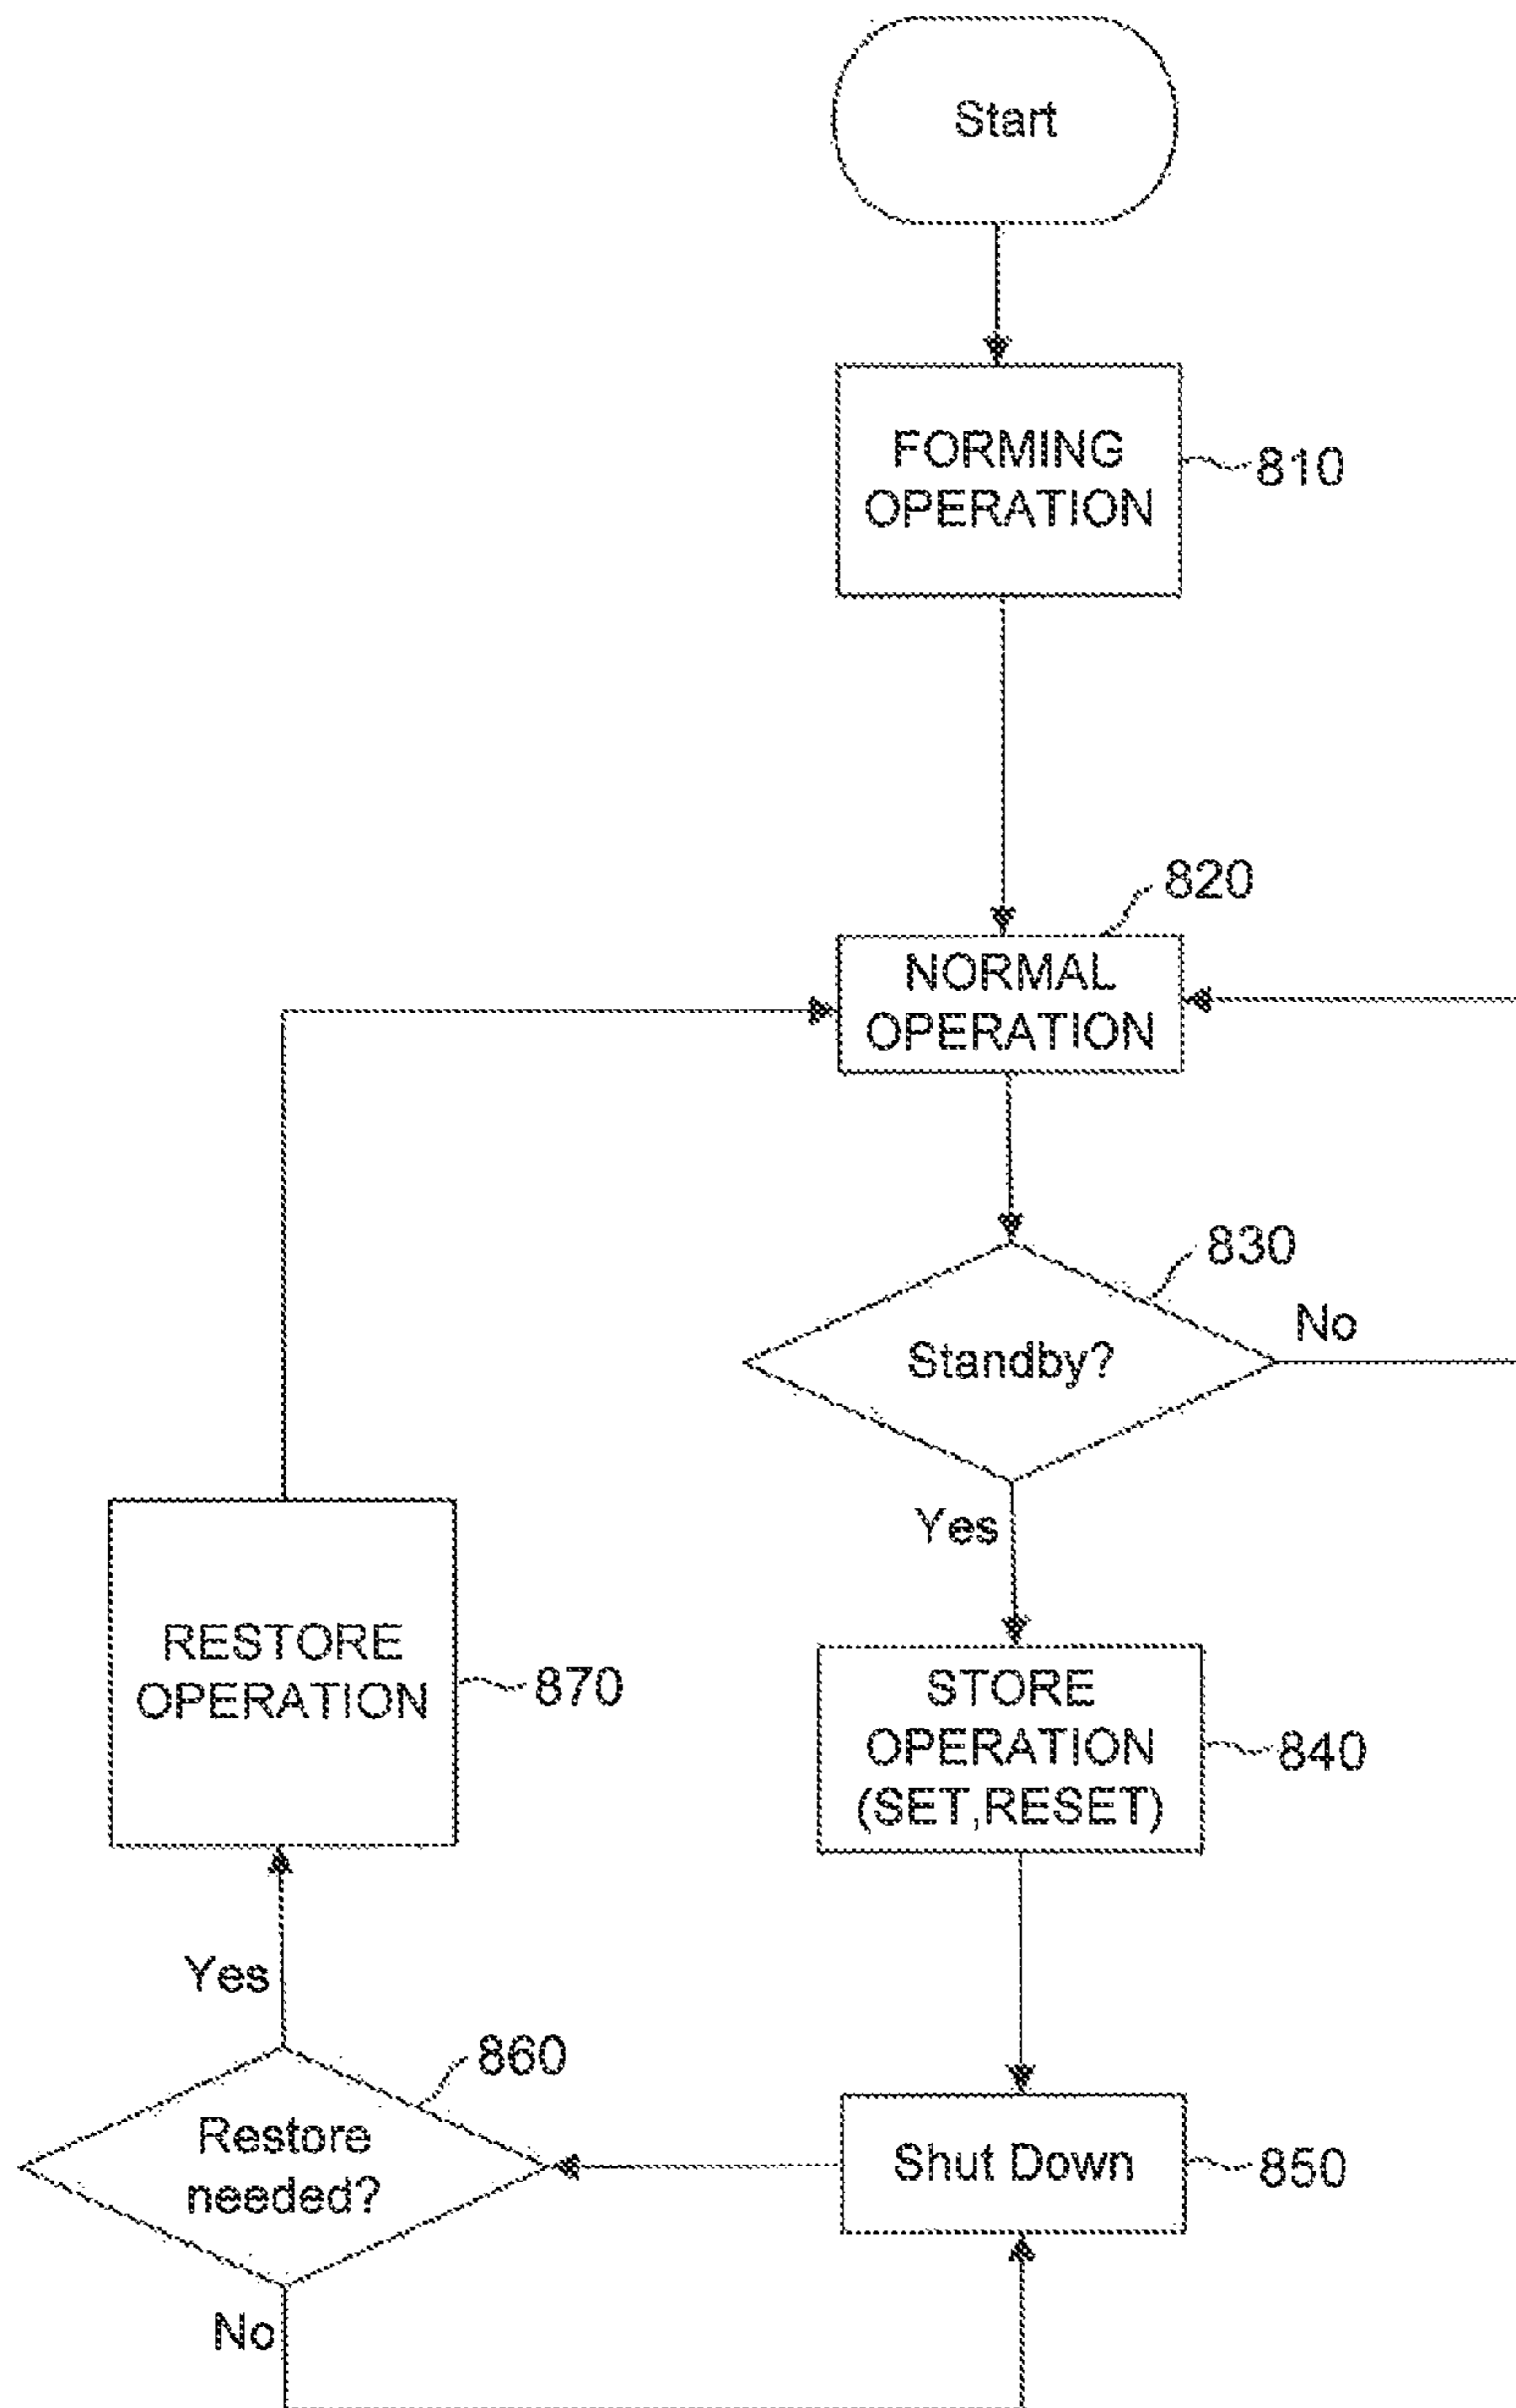 Start
FORMING
OPERATION
810
820
NORMAL
OPERATION
830
Standby?
No
Yes
RESTORE
OPERATION
870
STORE
OPERATION
(SET,RESET)
840
Yes
860
Restore
needed?
Shut Down
850
No